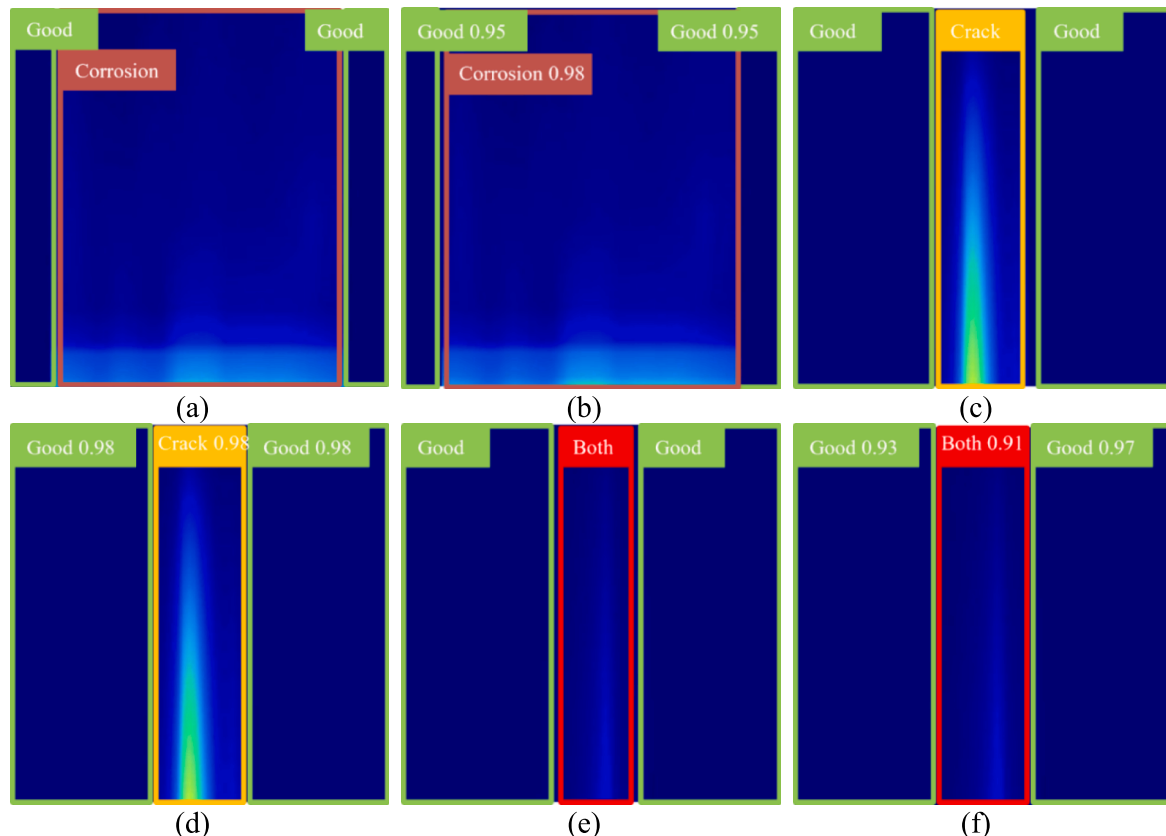 Good Good
Corrosion
Good 0.95 Good 0.95
Corrosion 0.98
Good Crack Good
(a) (b) (c)
Good 0.98 Crack 0.98 Good 0.98
Good Both Good
Good 0.93 Both 0.91 Good 0.97
(d) (e) (f)